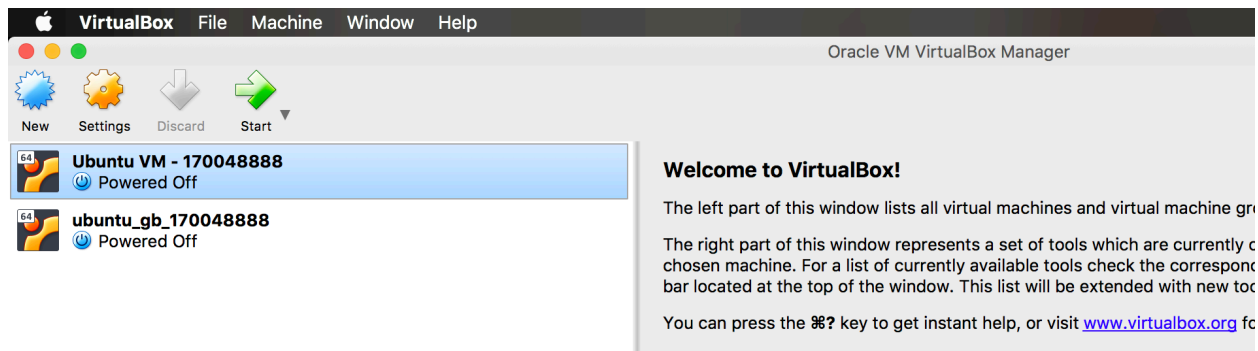 VirtualBox File Machine Window Help
Oracle VM VirtualBox Manager
New Settings Discard Start
64 Ubuntu VM - 170048888
Powered Off
64 ubuntu_gb_170048888
Powered Off
Welcome to VirtualBox!
The left part of this window lists all virtual machines and virtual machine
The right part of this window represents a set of tools which are currently
chosen machine. For a list of currently available tools check the
bar located at the top of the window. This list will be extended with new
You can press the ⌘? key to get instant help, or visit www.virtualbox.org